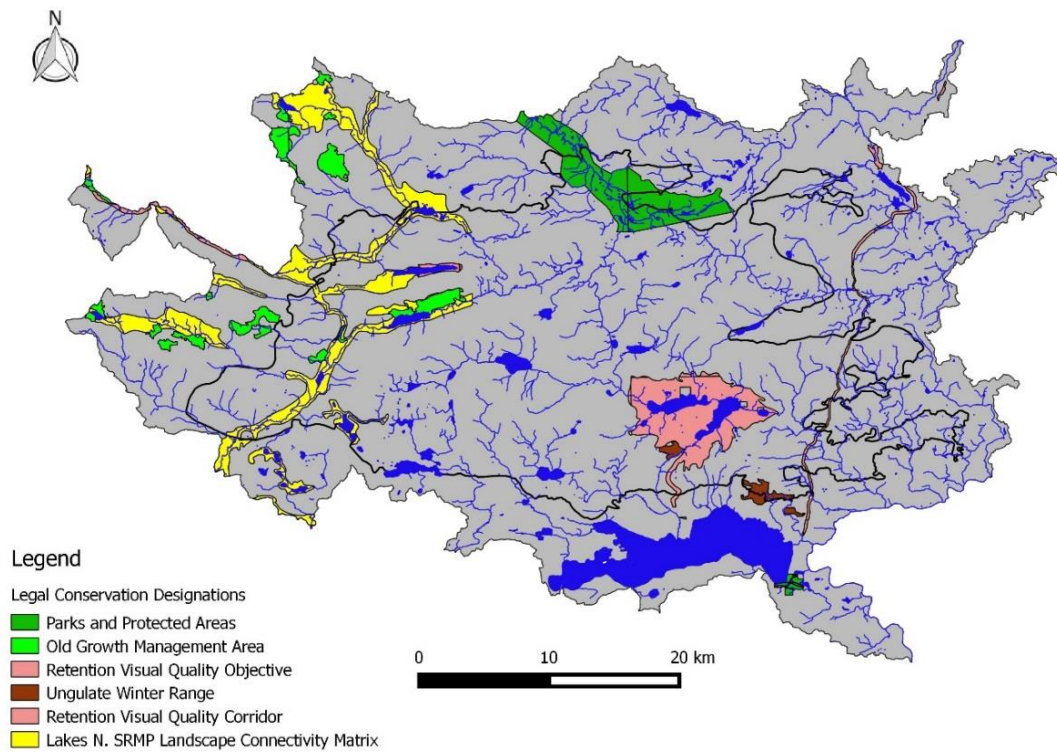 N
Legend
Legal Conservation Designations
Parks and Protected Areas
Old Growth Management Area
Retention Visual Quality Objective
Ungulate Winter Range
Retention Visual Quality Corridor
Lakes N. SRMP Landscape Connectivity Matrix
0 10 20 km